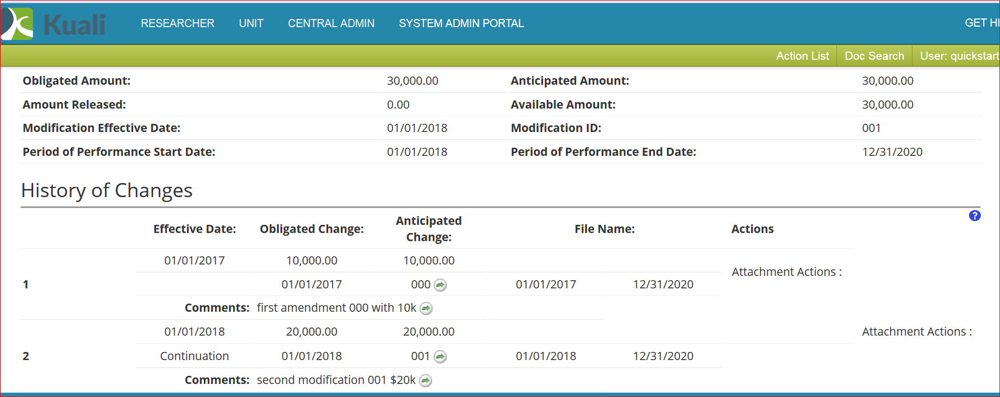 Kuali RESEARCHER UNIT CENTRAL ADMIN SYSTEM ADMIN PORTAL GET
Action List Doc Search User: quickstart
Obligated Amount: 30,000.00 Anticipated Amount: 30,000.00
Amount Released: 0.00 Available Amount: 30,000.00
Modification Effective Date: 01/01/2018 Modification ID: 001
Period of Performance Start Date: 01/01/2018 Period of Performance End Date: 12/31/2020
History of Changes
?
Effective Date: Obligated Change: Anticipated Change: File Name: Actions
01/01/2017 10,000.00 10,000.00
Attachment Actions :
1 01/01/2017 000 01/01/2017 12/31/2020
Comments: first amendment 000 with 10k
01/01/2018 20,000.00 20,000.00 Attachment Actions :
2 Continuation 01/01/2018 001 01/01/2018 12/31/2020
Comments: second modification 001 $20k